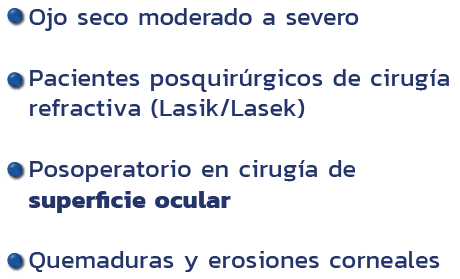 Ojo seco moderado a severo
Pacientes posquirúrgicos de cirugía
refractiva (Lasik/Lasek)
Posoperatorio en cirugía de
superficie ocular
Quemaduras y erosiones corneales